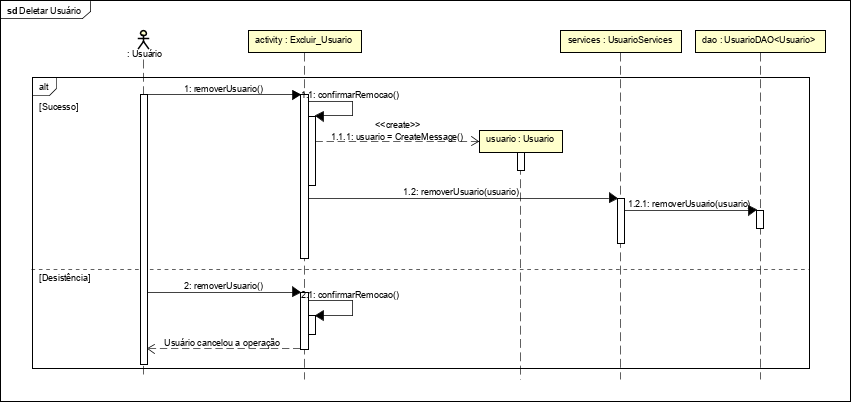 sd Deletar Usuário
: Usuário
activity : Excluir_Usuario
services : UsuarioServices
dao : UsuarioDAO<Usuario>
alt
[Sucesso]
1: removerUsuario()
1.1: confirmarRemocao()
<<create>>
1.1.1: usuario = CreateMessage()
usuario : Usuario
1.2: removerUsuario(usuario)
1.2.1: removerUsuario(usuario)
[Desistência]
2: removerUsuario()
2.1: confirmarRemocao()
Usuário cancelou a operação